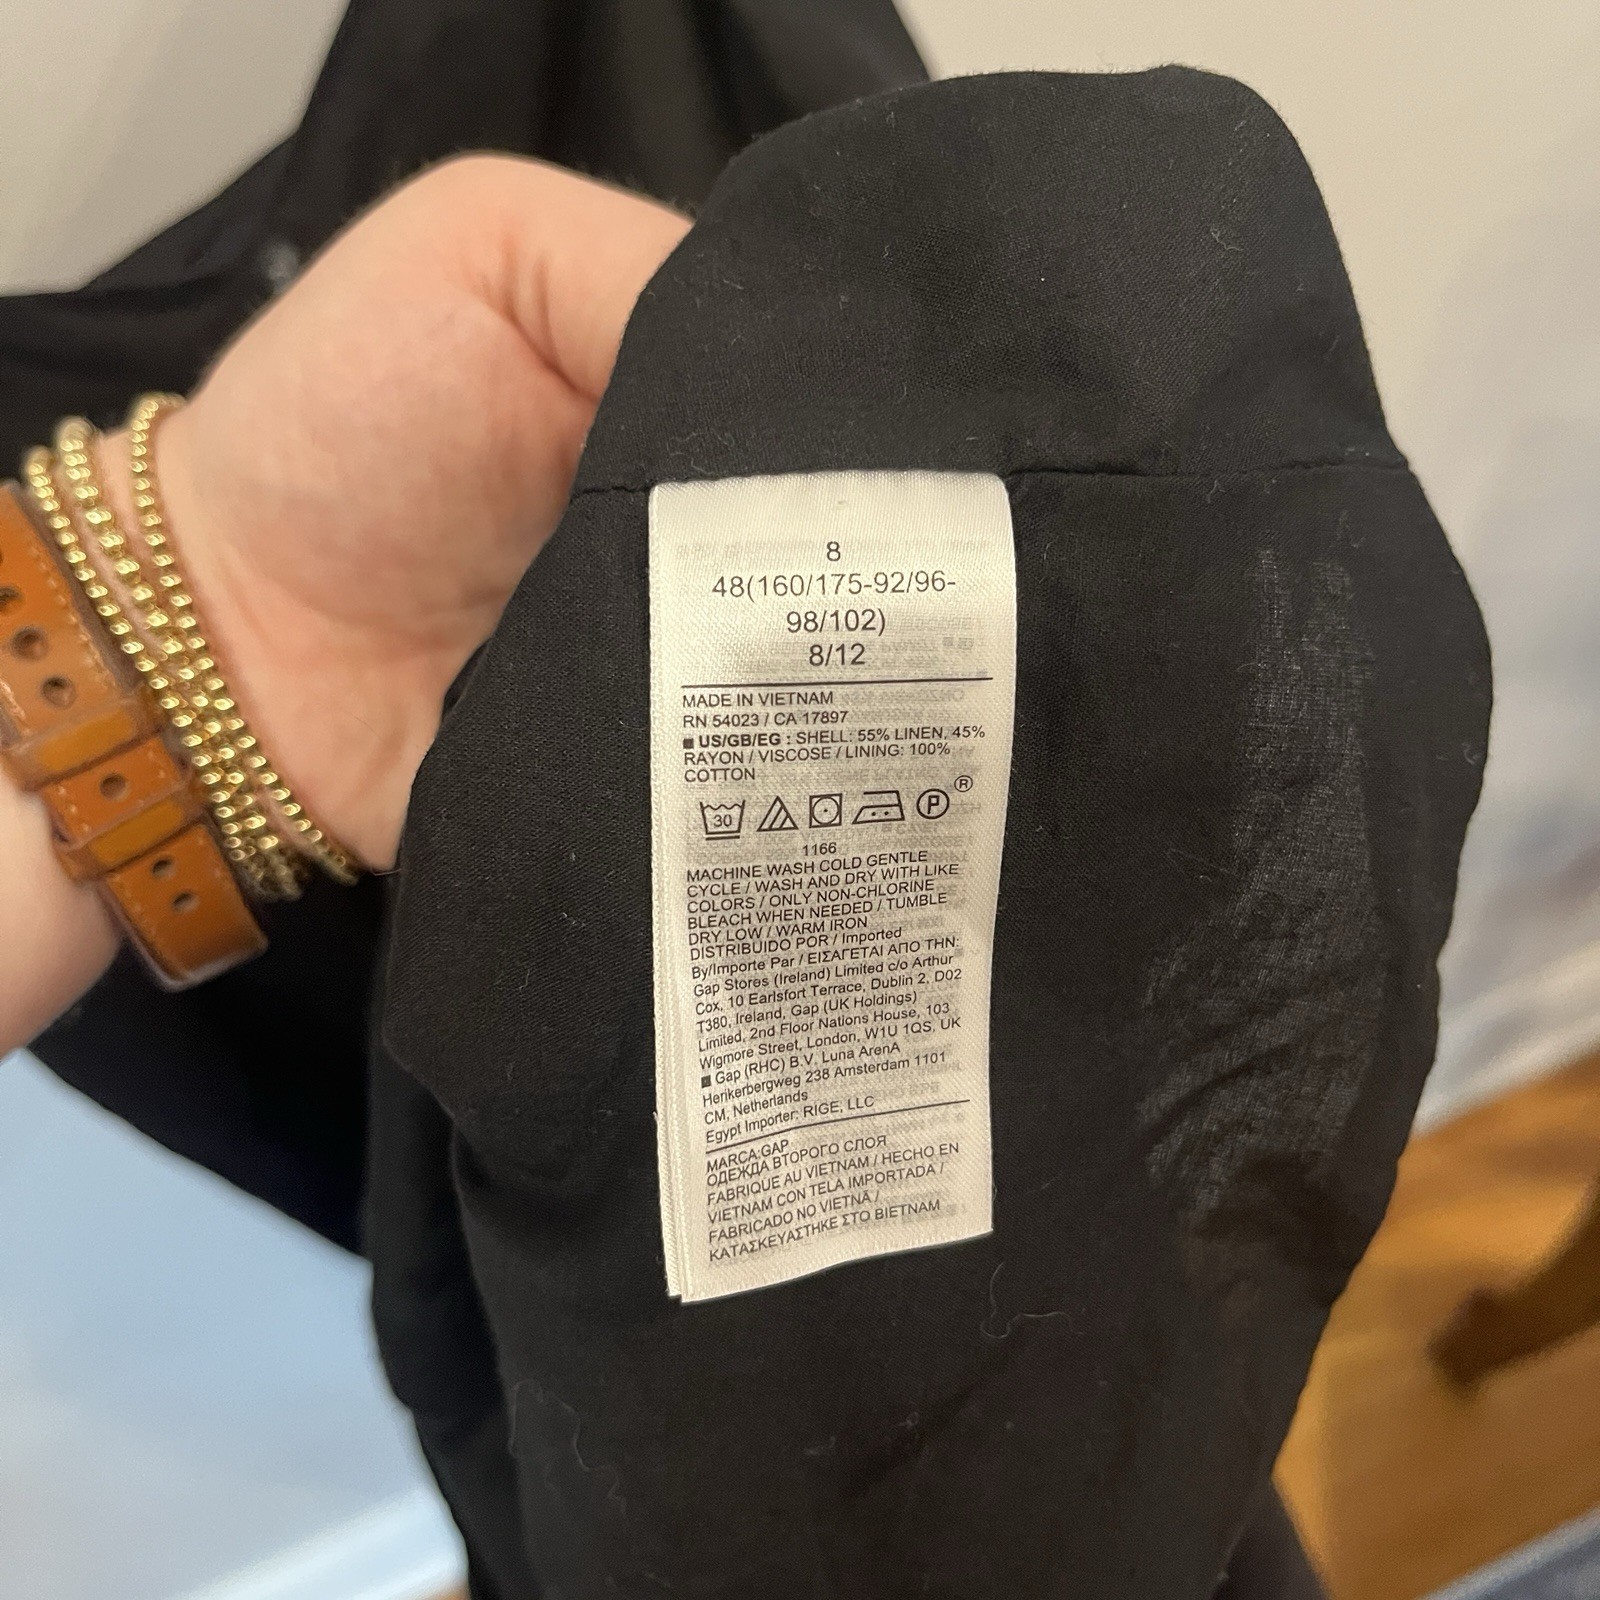 8
48(160/175-92/96-
98/102)
8/12
MADE IN VIETNAM
RN 54023 / CA 17897
■ US/GB/EG : SHELL: 55% LINEN, 45%
RAYON / VISCOSE / LINING: 100%
COTTON
30 P ®
1166
MACHINE WASH COLD GENTLE
CYCLE / WASH AND DRY WITH LIKE
COLORS / ONLY NON-CHLORINE
BLEACH WHEN NEEDED / TUMBLE
DRY LOW / WARM IRON
DISTRIBUIDO POR / Imported
By/Importe Par / ΕΙΣΑΓΕΤΑΙ ΑΠΟ ΤΗΝ:
Gap Stores (Ireland) Limited c/o Arthur
Cox, 10 Earlsfort Terrace, Dublin 2, D02
T380, Ireland, Gap (UK Holdings)
Limited, 2nd Floor Nations House, 103
Wigmore Street, London, W1U 1QS, UK
■ Gap (RHC) B.V. Luna ArenA
Herikerbergweg 238 Amsterdam 1101
CM, Netherlands
Egypt Importer: RIGE, LLC
MARCA:GAP
ОДЕЖДА ВТОРОГО СЛОЯ
FABRIQUE AU VIETNAM / HECHO EN
VIETNAM CON TELA IMPORTADA /
FABRICADO NO VIETNÃ /
ΚΑΤΑΣΚΕΥΑΣΤΗΚΕ ΣΤΟ ΒΙΕΤΝΑΜ